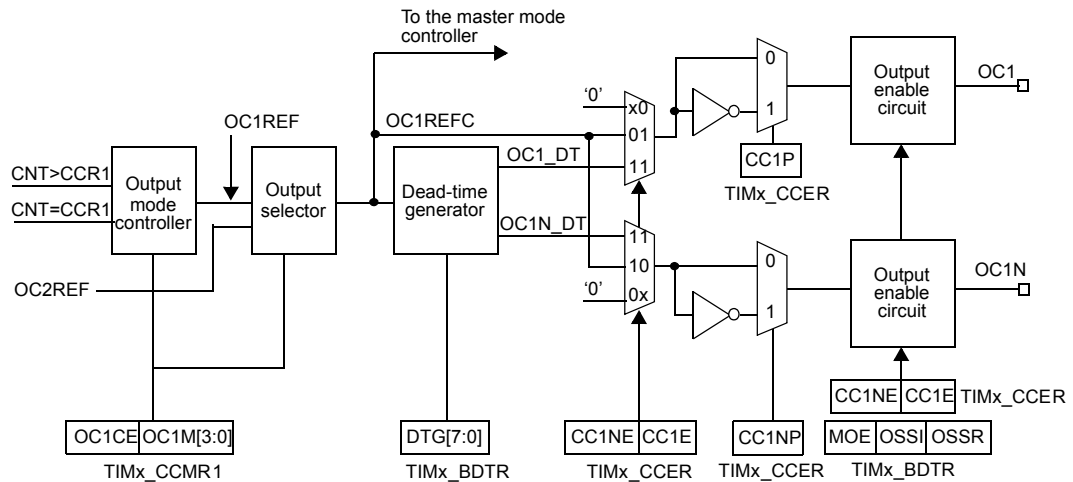 To the master mode
controller
OC1REF
OC1REFC
CNT>CCR1
CNT=CCR1
Output
mode
controller
Output
selector
OC2REF
Dead-time
generator
OC1_DT
OC1N_DT
‘0’
x0
01
11
11
10
‘0’
0x
0
1
CC1P
TIMx_CCER
0
1
Output
enable
circuit
OC1
Output
enable
circuit
OC1N
CC1NE CC1E TIMx_CCER
OC1CE OC1M[3:0]
TIMx_CCMR1
DTG[7:0]
TIMx_BDTR
CC1NE CC1E
TIMx_CCER
CC1NP
TIMx_CCER
MOE OSSI OSSR
TIMx_BDTR